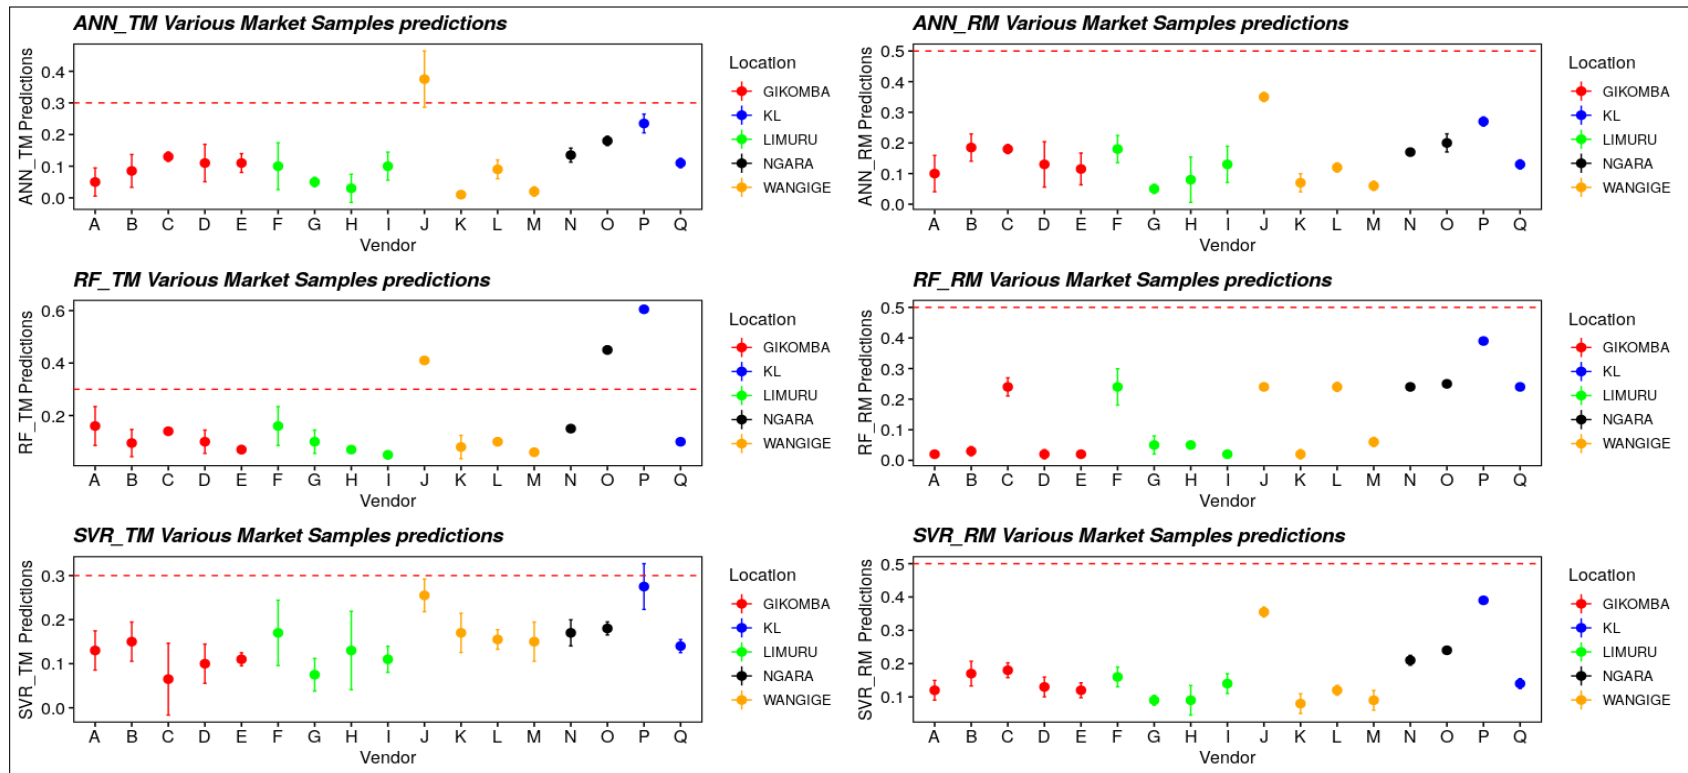 ANN_TM Various Market Samples predictions
ANN_TM Predictions
0.4
0.3
0.2
0.1
0.0
A B C D E F G H I J K L M N O P Q
Vendor
Location
GIKOMBA
KL
LIMURU
NGARA
WANGIGE
ANN_RM Various Market Samples predictions
ANN_RM Predictions
0.5
0.4
0.3
0.2
0.1
0.0
A B C D E F G H I J K L M N O P Q
Vendor
Location
GIKOMBA
KL
LIMURU
NGARA
WANGIGE
RF_TM Various Market Samples predictions
RF_TM Predictions
0.6
0.4
0.2
A B C D E F G H I J K L M N O P Q
Vendor
Location
GIKOMBA
KL
LIMURU
NGARA
WANGIGE
RF_RM Various Market Samples predictions
RF_RM Predictions
0.5
0.4
0.3
0.2
0.1
0.0
A B C D E F G H I J K L M N O P Q
Vendor
Location
GIKOMBA
KL
LIMURU
NGARA
WANGIGE
SVR_TM Various Market Samples predictions
SVR_TM Predictions
0.3
0.2
0.1
0.0
A B C D E F G H I J K L M N O P Q
Vendor
Location
GIKOMBA
KL
LIMURU
NGARA
WANGIGE
SVR_RM Various Market Samples predictions
SVR_RM Predictions
0.5
0.4
0.3
0.2
0.1
A B C D E F G H I J K L M N O P Q
Vendor
Location
GIKOMBA
KL
LIMURU
NGARA
WANGIGE